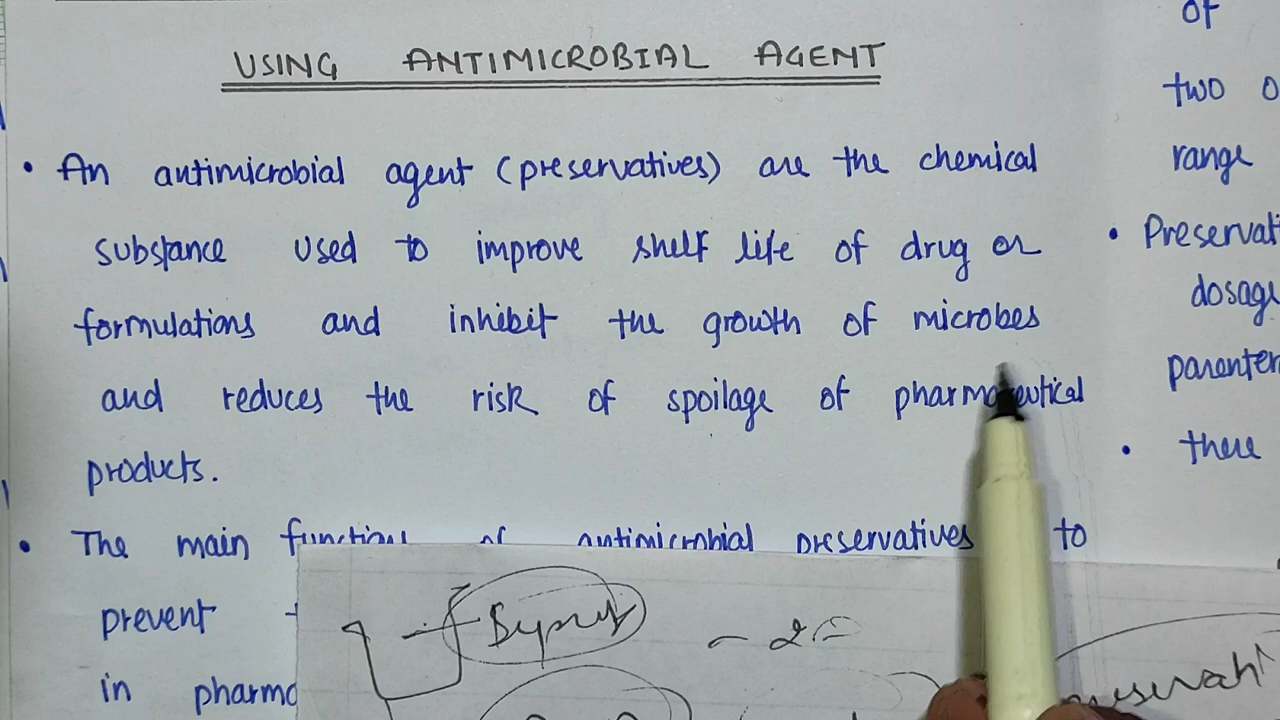 USING ANTIMICROBIAL AGENT
• An antimicrobial agent (preservatives) are the chemical
substance used to improve shelf life of drug or
formulations and inhibit the growth of microbes
and reduces the risk of spoilage of pharmaceutical
products.
• The main function of antimicrobial preservatives to
prevent
in pharma
of
two o
range
• Preservati
dosage
parenter
• there